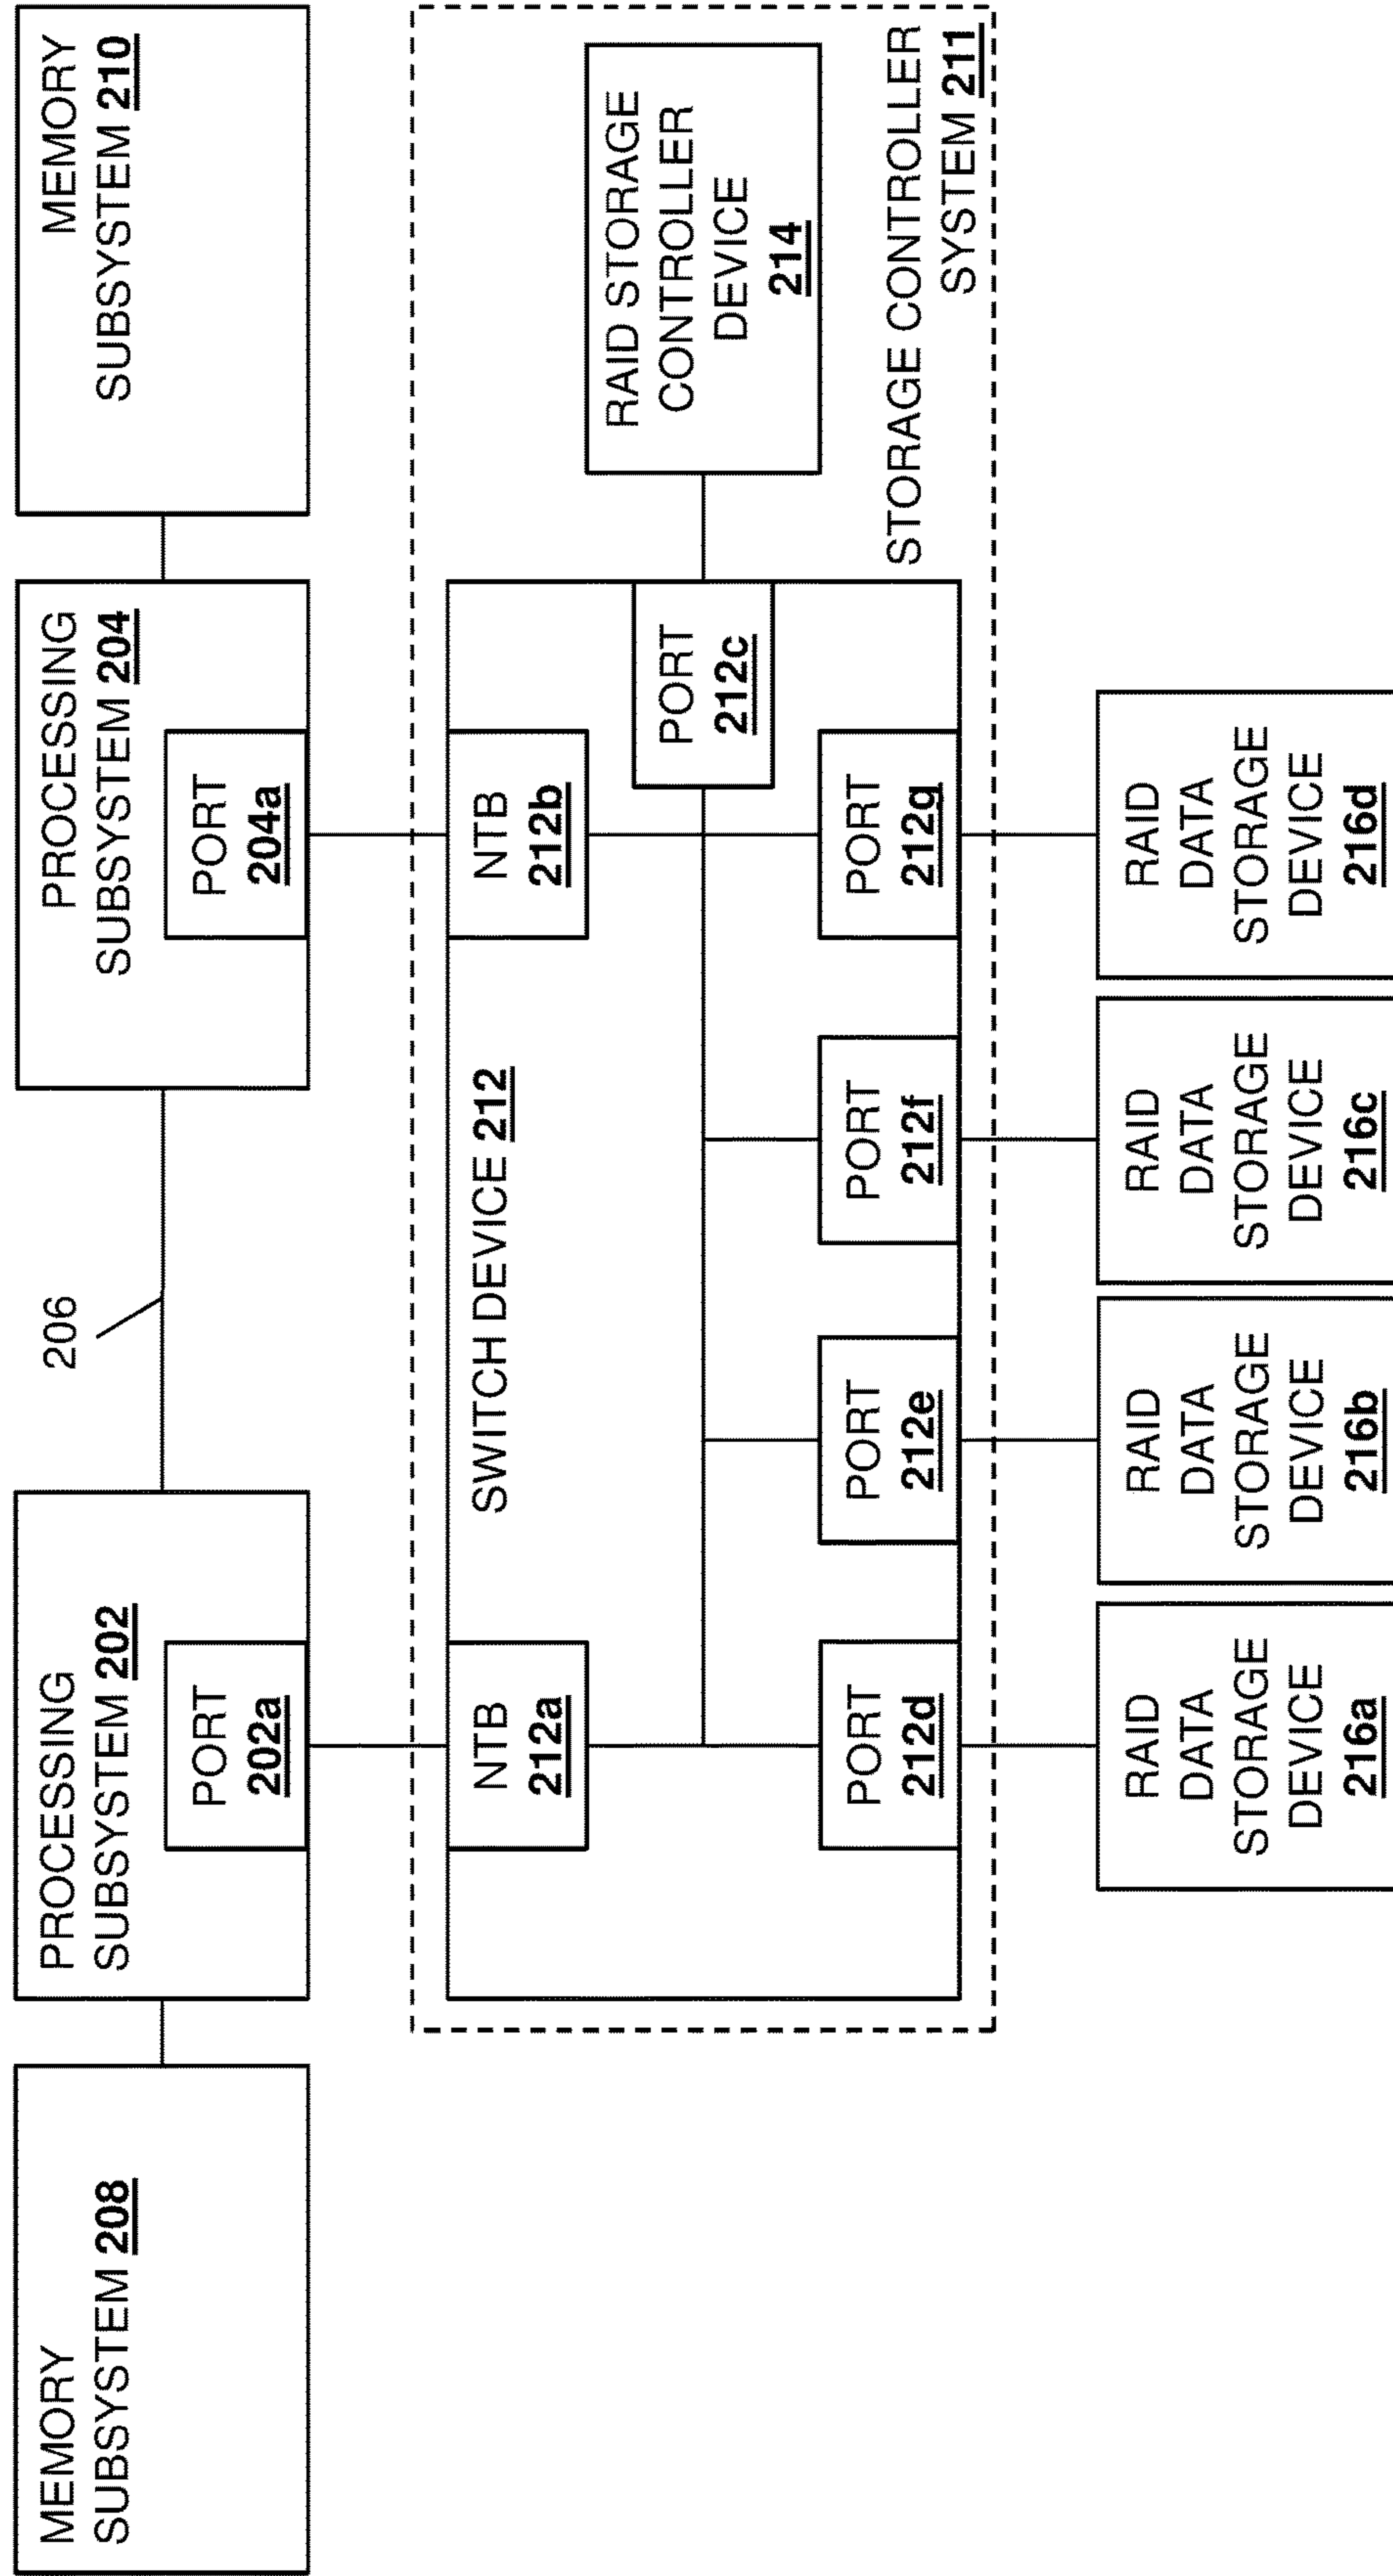 MEMORY
SUBSYSTEM 208
PROCESSING
SUBSYSTEM 202
PORT
202a
206
PROCESSING
SUBSYSTEM 204
PORT
204a
MEMORY
SUBSYSTEM 210
NTB
212a
SWITCH DEVICE 212
NTB
212b
PORT
212c
RAID STORAGE
CONTROLLER
DEVICE
214
PORT
212d
PORT
212e
PORT
212f
PORT
212g
STORAGE CONTROLLER
SYSTEM 211
RAID
DATA
STORAGE
DEVICE
216a
RAID
DATA
STORAGE
DEVICE
216b
RAID
DATA
STORAGE
DEVICE
216c
RAID
DATA
STORAGE
DEVICE
216d